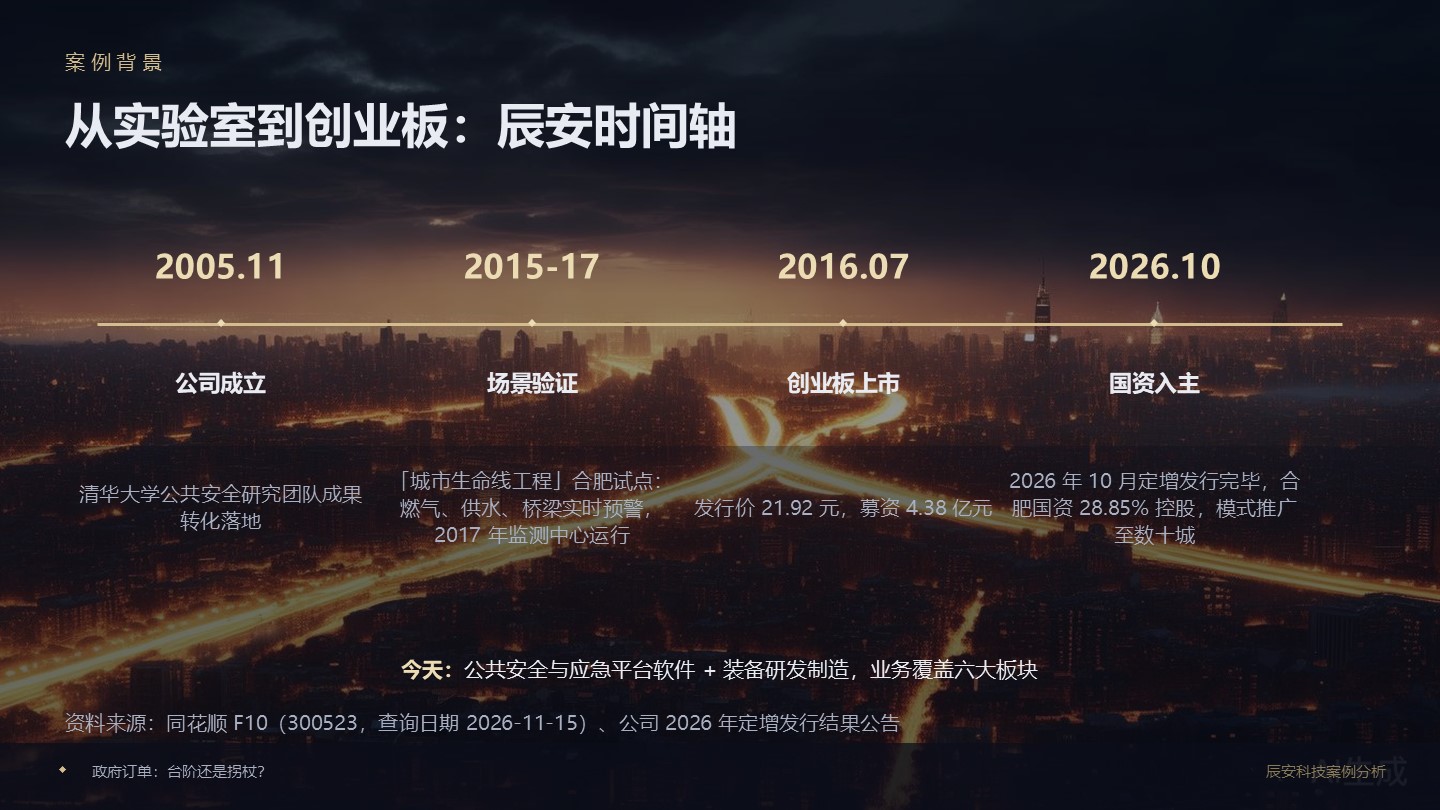 案例背景
从实验室到创业板：辰安时间轴
2005.11
2015-17
2016.07
2026.10
公司成立
场景验证
创业板上市
国资入主
清华大学公共安全研究团队成果
转化落地
「城市生命线工程」合肥试点：
燃气、供水、桥梁实时预警，
2017 年监测中心运行
发行价 21.92 元，募资 4.38 亿元
2026 年 10 月定增发行完毕，合
肥国资 28.85% 控股，模式推广
至数十城
今天：公共安全与应急平台软件 + 装备研发制造，业务覆盖六大板块
资料来源：同花顺 F10（300523，查询日期 2026-11-15）、公司 2026 年定增发行结果公告
政府订单：台阶还是拐杖？
辰安科技案例分析
AI生成